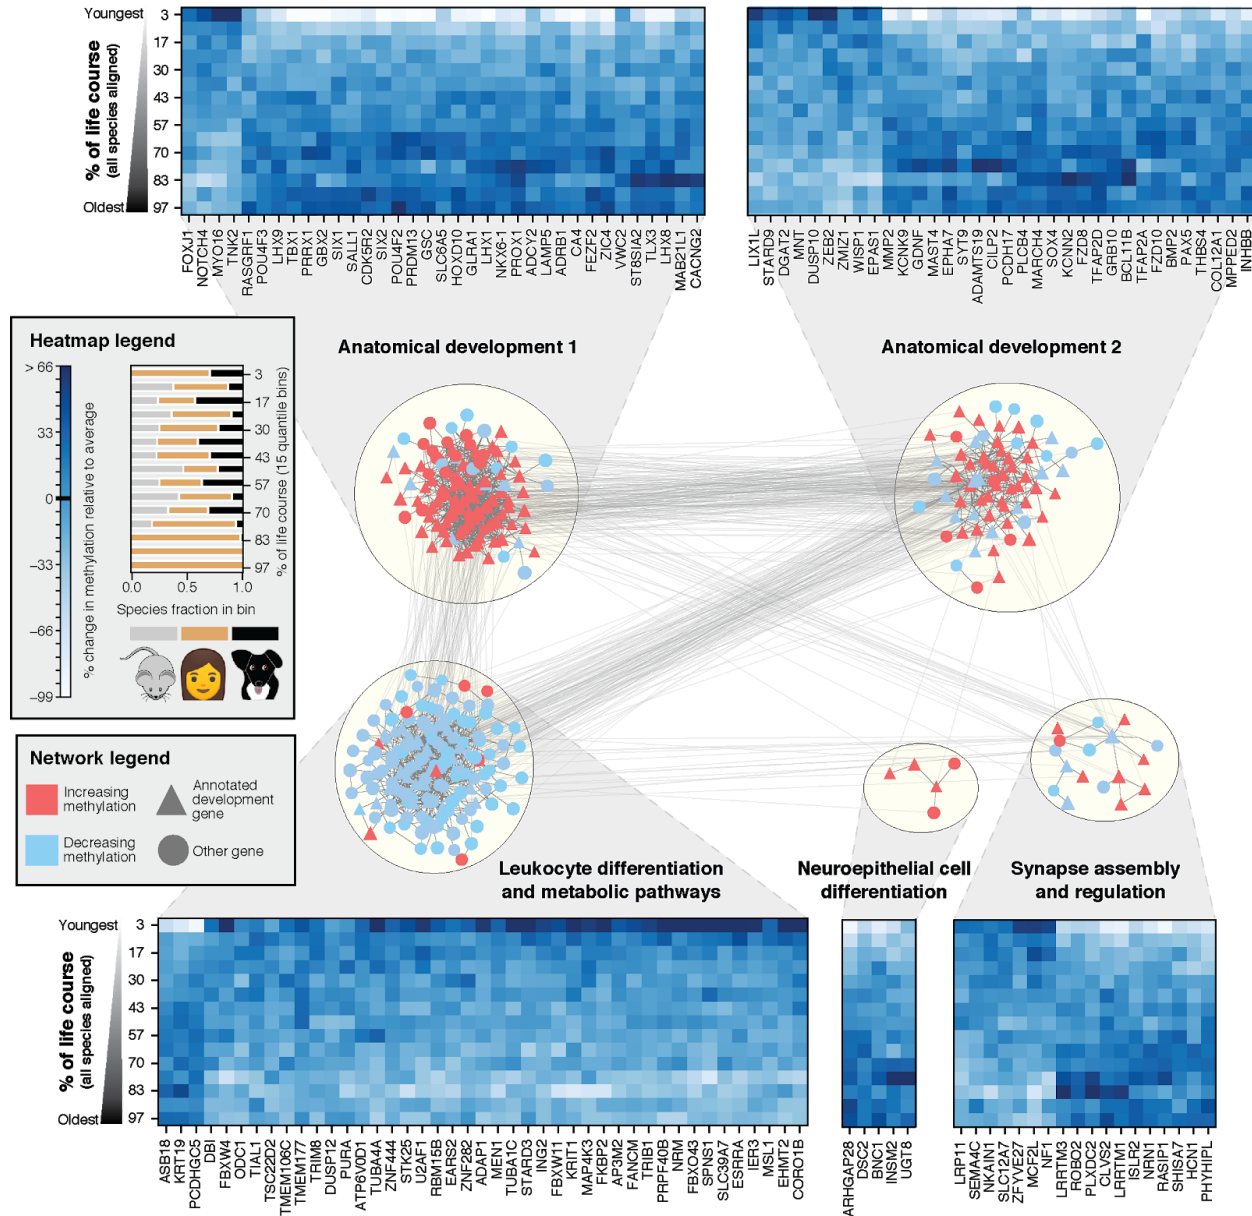 Youngest
3
17
30
43
57
70
83
Oldest
97
% of life course
(all species aligned)
FOXJ1
NOTCH4
MYO16
TNK2
RASGRF1
POU4F3
LHX9
TBX1
PRRX1
GBX2
SIX1
SALL1
CDK5R2
SIX2
POU4F2
PRDM13
GSC
SLC6A5
HOXD10
GLRA1
LHX1
NKX6-1
PROX1
ADCY2
LAMP5
ADRB1
CA4
FEZF2
ZIC4
VWC2
ST8SIA2
TLX3
LHX8
MAB21L1
CACNG2
LIX1L
STARD9
DGAT2
MNT
DUSP10
ZEB2
ZMIZ1
WISP1
EPAS1
MMP2
KCNK9
GDNF
MAST4
EPHA7
SYT9
ADAMTS19
CILP2
PCDH17
PLCB4
MARCH4
SOX4
KCNN2
FZD8
TFAP2D
GRB10
BCL11B
TFAP2A
FZD10
BMP2
PAX5
THBS4
COL12A1
MPPED2
INHBB
Anatomical development 1
Anatomical development 2
Heatmap legend
> 66
33
0
−33
−66
−99
% change in methylation relative to average
3
17
30
43
57
70
83
97
% of life course (15 quantile bins)
0.0 0.5 1.0
Species fraction in bin
Network legend
Increasing
methylation
Annotated
development
gene
Decreasing
methylation
Other gene
Leukocyte differentiation
and metabolic pathways
Neuroepithelial cell
differentiation
Synapse assembly
and regulation
Youngest
3
17
30
43
57
70
83
Oldest
97
% of life course
(all species aligned)
ASB18
KRT19
PCDHGC5
DBI
FBXW4
ODC1
TIAL1
TSC22D2
TMEM106C
TMEM177
TRIM8
DUSP12
PURA
ATP6V0D1
TUBA4A
ZNF444
STK25
U2AF1
RBM15B
EARS2
ZNF282
ADAP1
MEN1
TUBA1C
STARD3
ING2
FBXW11
KRIT1
MAP4K3
FKBP2
AP3M2
FANCM
TRIB1
PRPF40B
NRM
FBXO43
SPNS1
SLC39A7
ESRRA
IER3
MSL1
EHMT2
CORO1B
ARHGAP28
DSC2
BNC1
INSM2
UGT8
LRP11
SEMA4C
NKAIN1
SLC12A7
ZFYVE27
MCF2L
NF1
LRRTM3
ROBO2
PLXDC2
CLVS2
LRRTM1
ISLR2
NRN1
RASIP1
SHISA7
HCN1
PHYHIPL